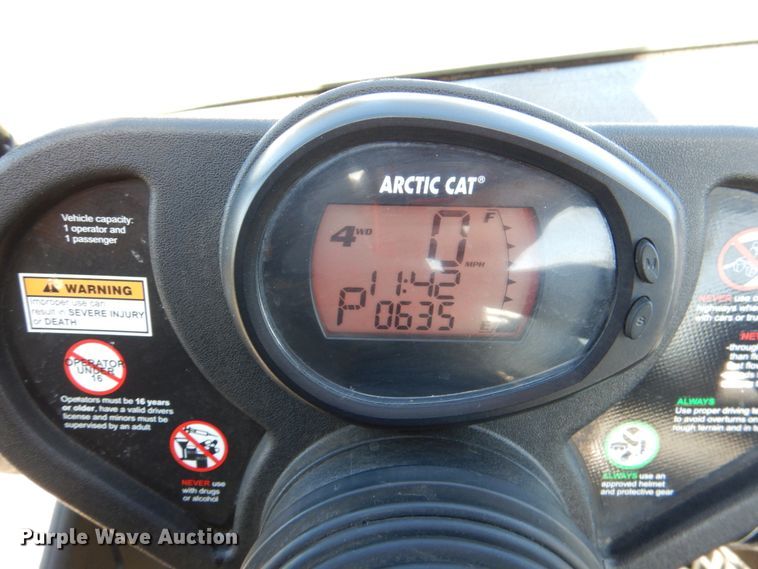 ARCTIC CAT®
4WD
0
F
MPH
11:42
P
0635
M
S
Vehicle capacity:
1 operator and
1 passenger
WARNING
Improper use can
result in SEVERE INJURY
or DEATH
OPERATOR
UNDER
16
Operators must be 16 years
or older, have a valid drivers
license and minors must be
supervised by an adult
NEVER use
with drugs
or alcohol
NEVER use
with cars or
ALWAYS
Use proper driving
to avoid overturns
rough terrain and in
ALWAYS use an
approved helmet
and protective gear
Purple Wave Auction